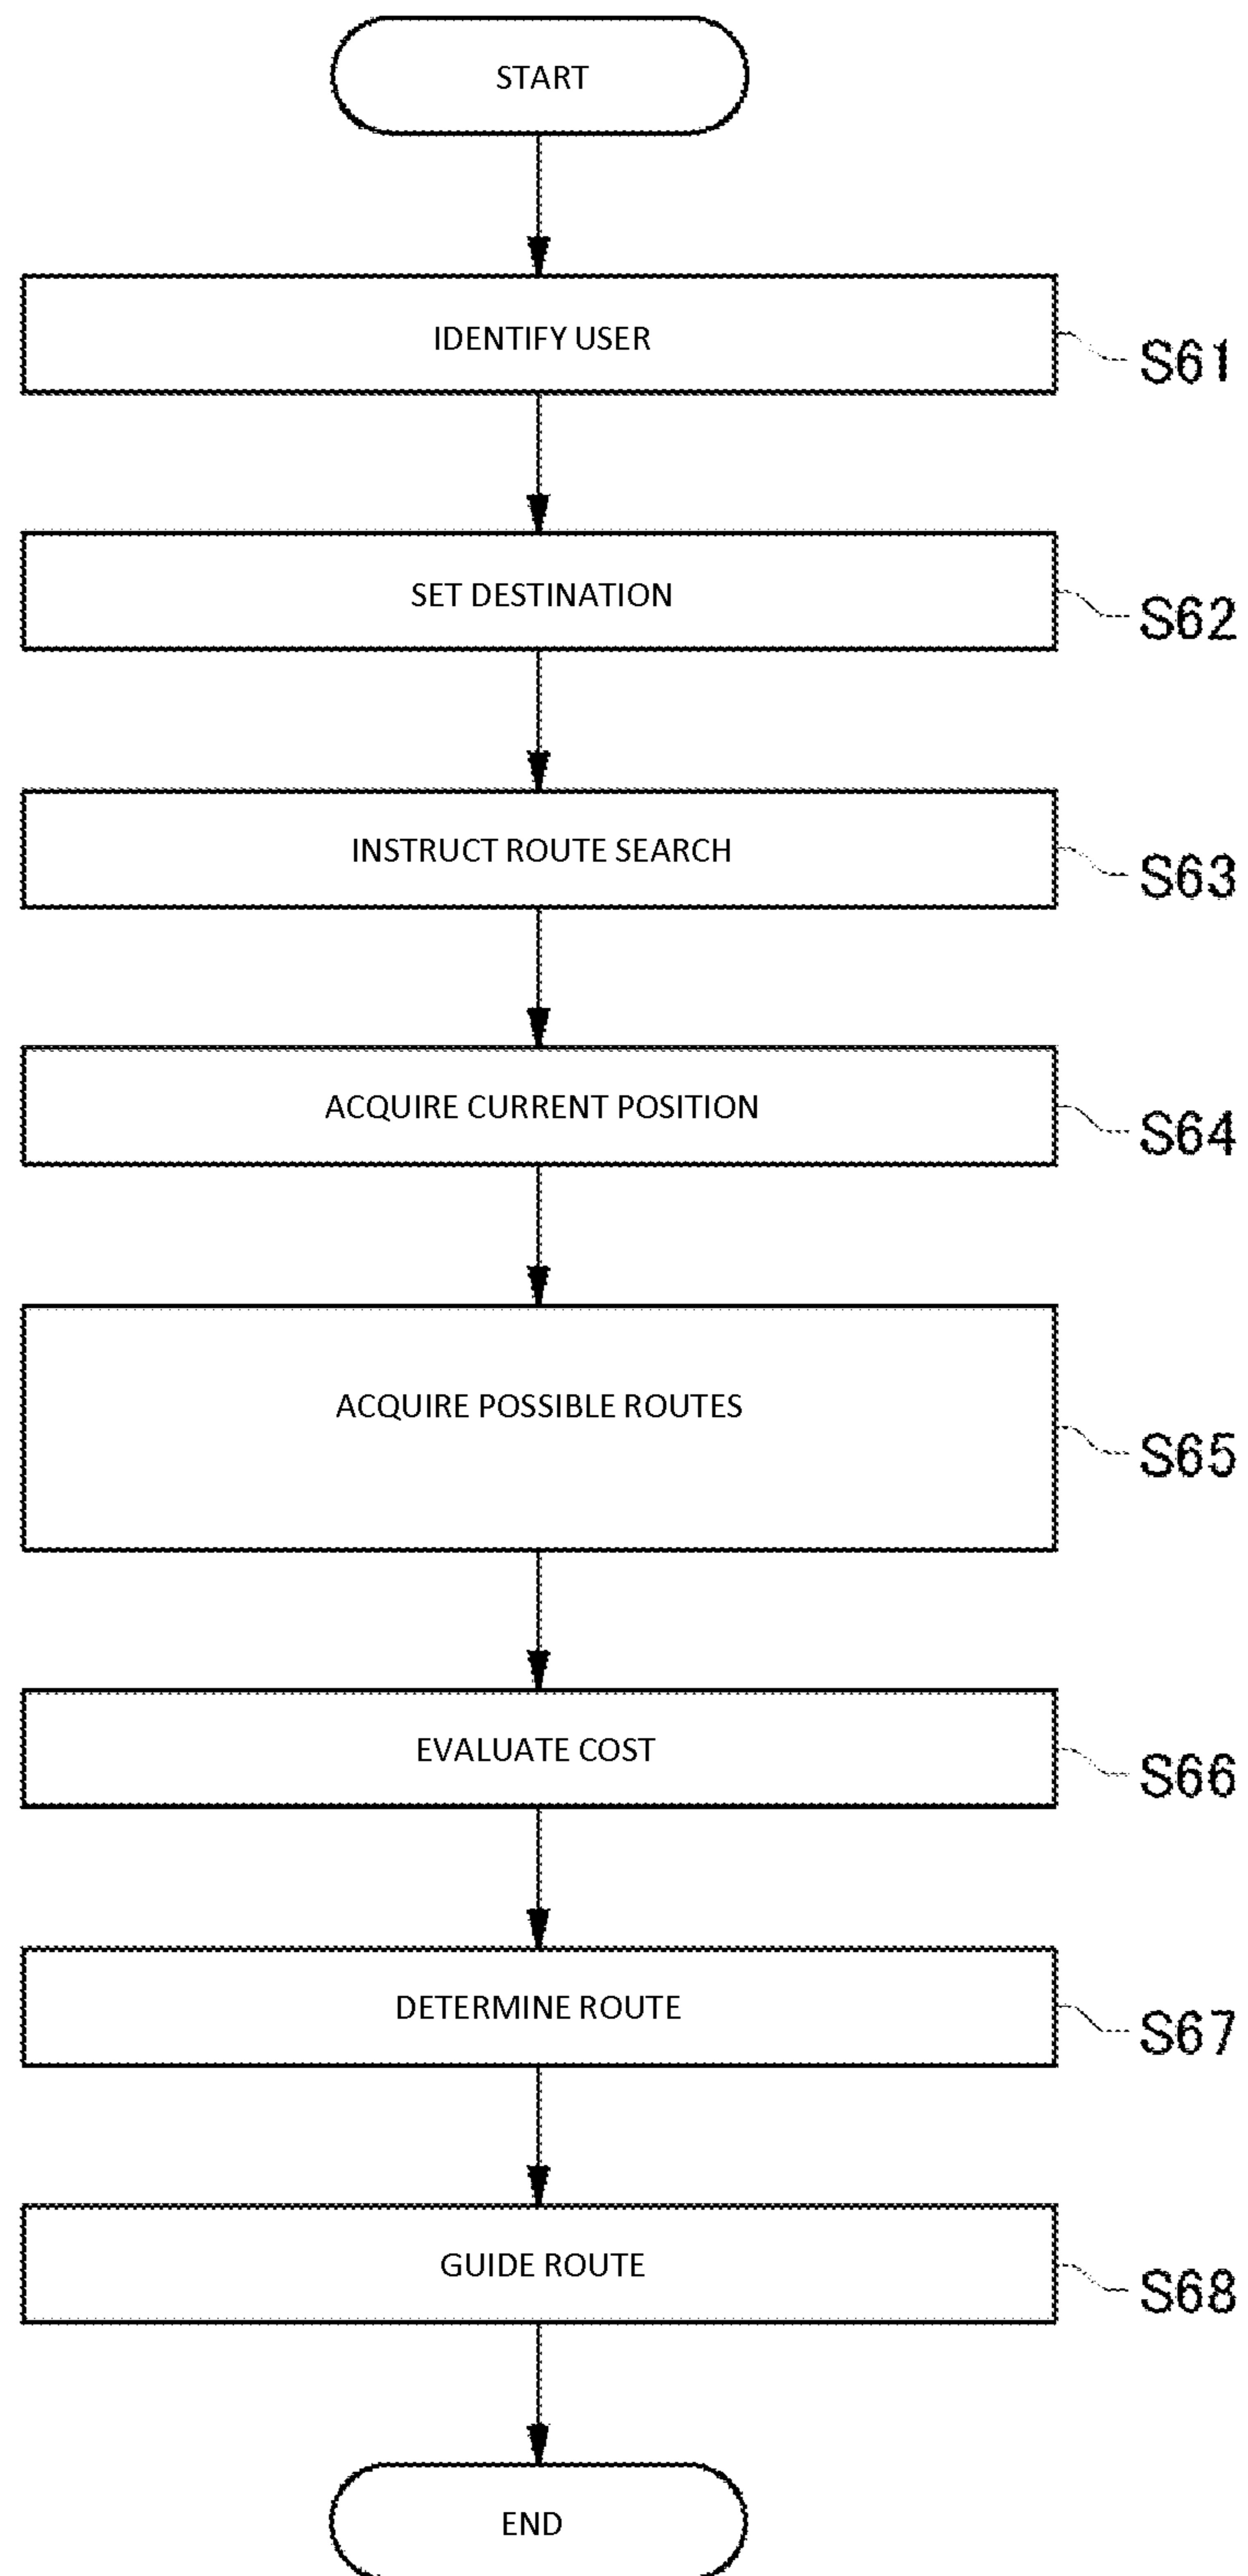 START
IDENTIFY USER
S61
SET DESTINATION
S62
INSTRUCT ROUTE SEARCH
S63
ACQUIRE CURRENT POSITION
S64
ACQUIRE POSSIBLE ROUTES
S65
EVALUATE COST
S66
DETERMINE ROUTE
S67
GUIDE ROUTE
S68
END